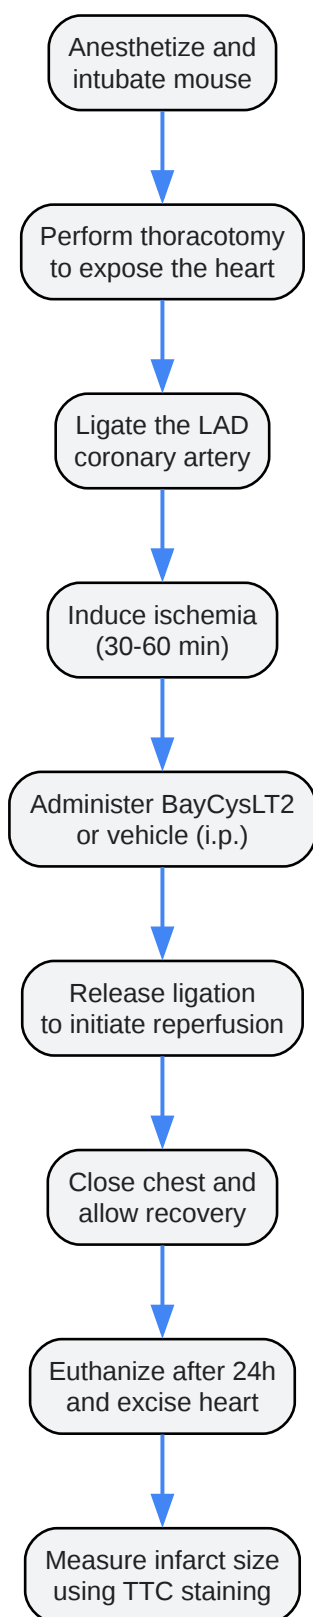 Anesthetize and
intubate mouse
Perform thoracotomy
to expose the heart
Ligate the LAD
coronary artery
Induce ischemia
(30-60 min)
Administer BayCysLT2
or vehicle (i.p.)
Release ligation
to initiate reperfusion
Close chest and
allow recovery
Euthanize after 24h
and excise heart
Measure infarct size
using TTC staining